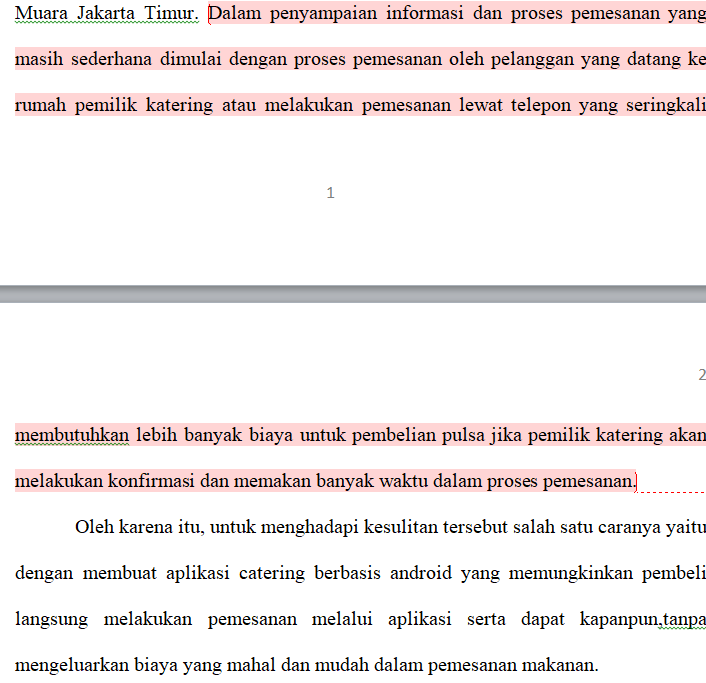 Muara Jakarta Timur. Dalam penyampaian informasi dan proses pemesanan yang
masih sederhana dimulai dengan proses pemesanan oleh pelanggan yang datang ke
rumah pemilik katering atau melakukan pemesanan lewat telepon yang seringkali
1
2
membutuhkan lebih banyak biaya untuk pembelian pulsa jika pemilik katering akan
melakukan konfirmasi dan memakan banyak waktu dalam proses pemesanan.
Oleh karena itu, untuk menghadapi kesulitan tersebut salah satu caranya yaitu
dengan membuat aplikasi catering berbasis android yang memungkinkan pembeli
langsung melakukan pemesanan melalui aplikasi serta dapat kapanpun,tanpa
mengeluarkan biaya yang mahal dan mudah dalam pemesanan makanan.